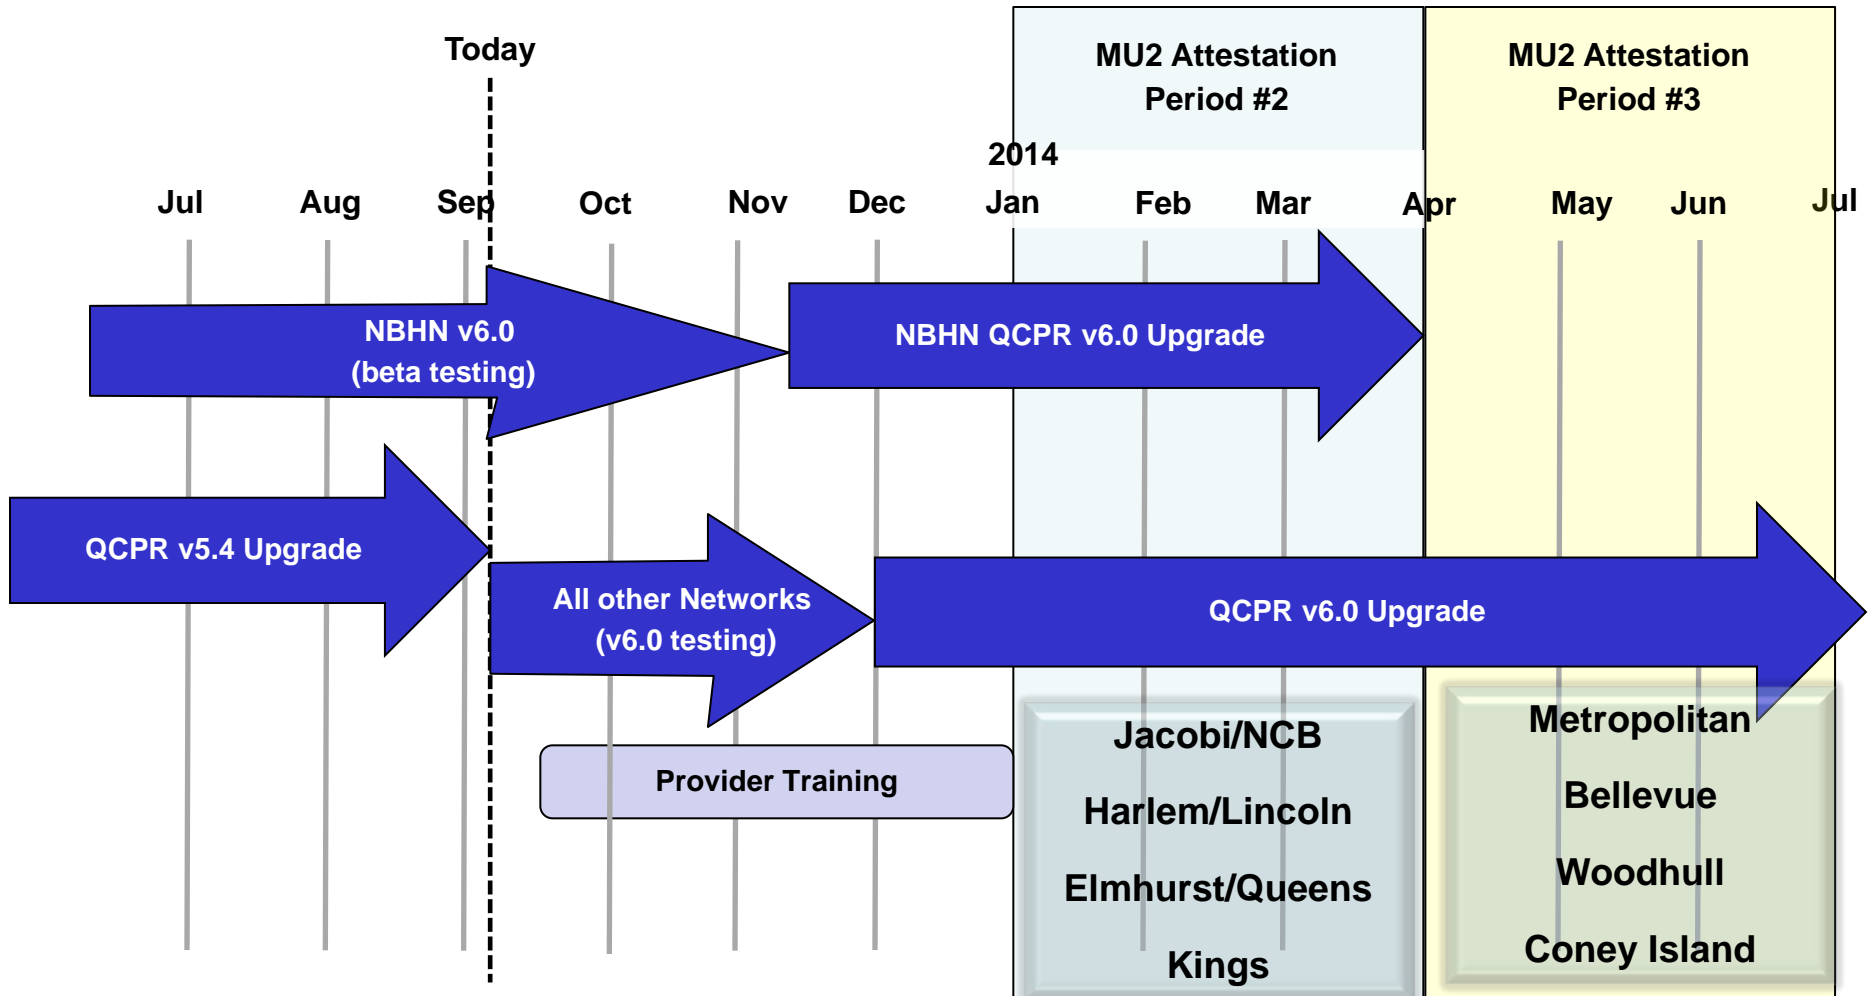 Today
MU2 Attestation
Period #2
MU2 Attestation
Period #3
2014
Jul
Aug
Sep
Oct
Nov
Dec
Jan
Feb
Mar
Apr
May
Jun
Jul
NBHN v6.0
(beta testing)
NBHN QCPR v6.0 Upgrade
QCPR v5.4 Upgrade
All other Networks
(v6.0 testing)
QCPR v6.0 Upgrade
Provider Training
Jacobi/NCB
Harlem/Lincoln
Elmhurst/Queens
Kings
Metropolitan
Bellevue
Woodhull
Coney Island